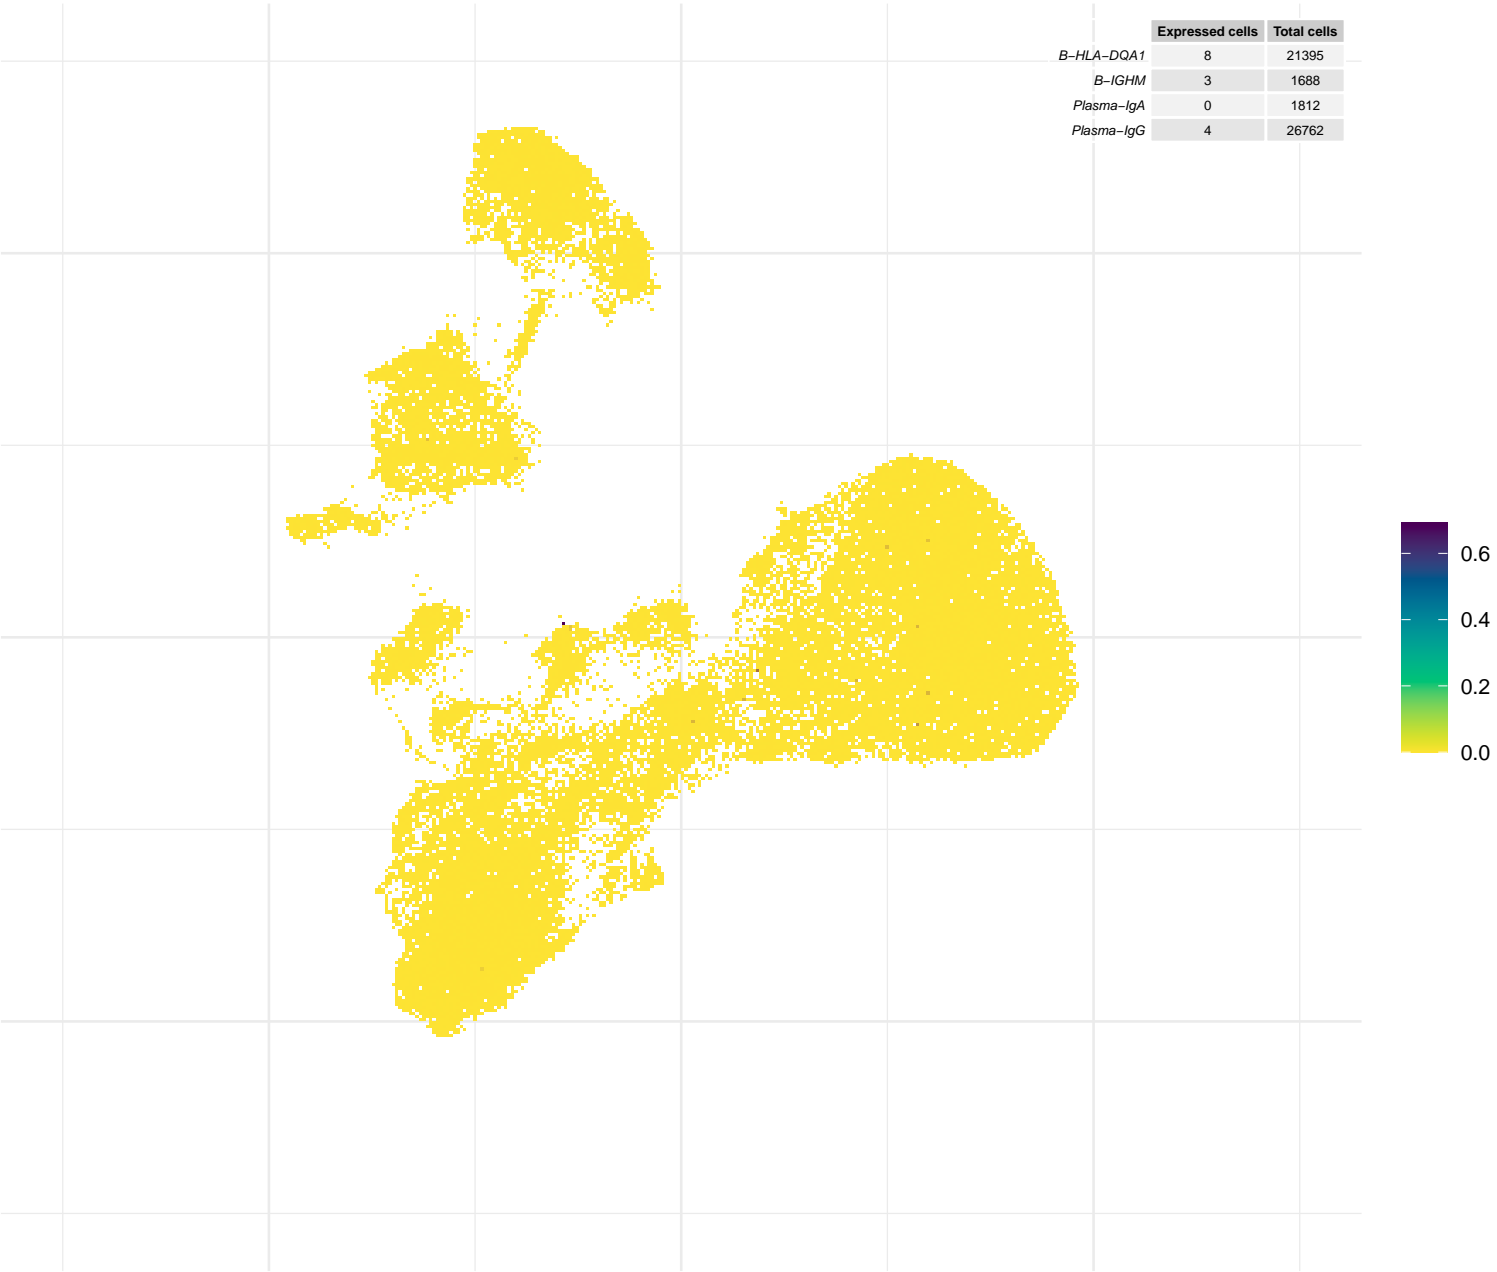 Expressed cells Total cells
B−HLA−DQA1 8 21395
B−IGHM 3 1688
Plasma−IgA 0 1812
Plasma−IgG 4 26762
0.6
0.4
0.2
0.0